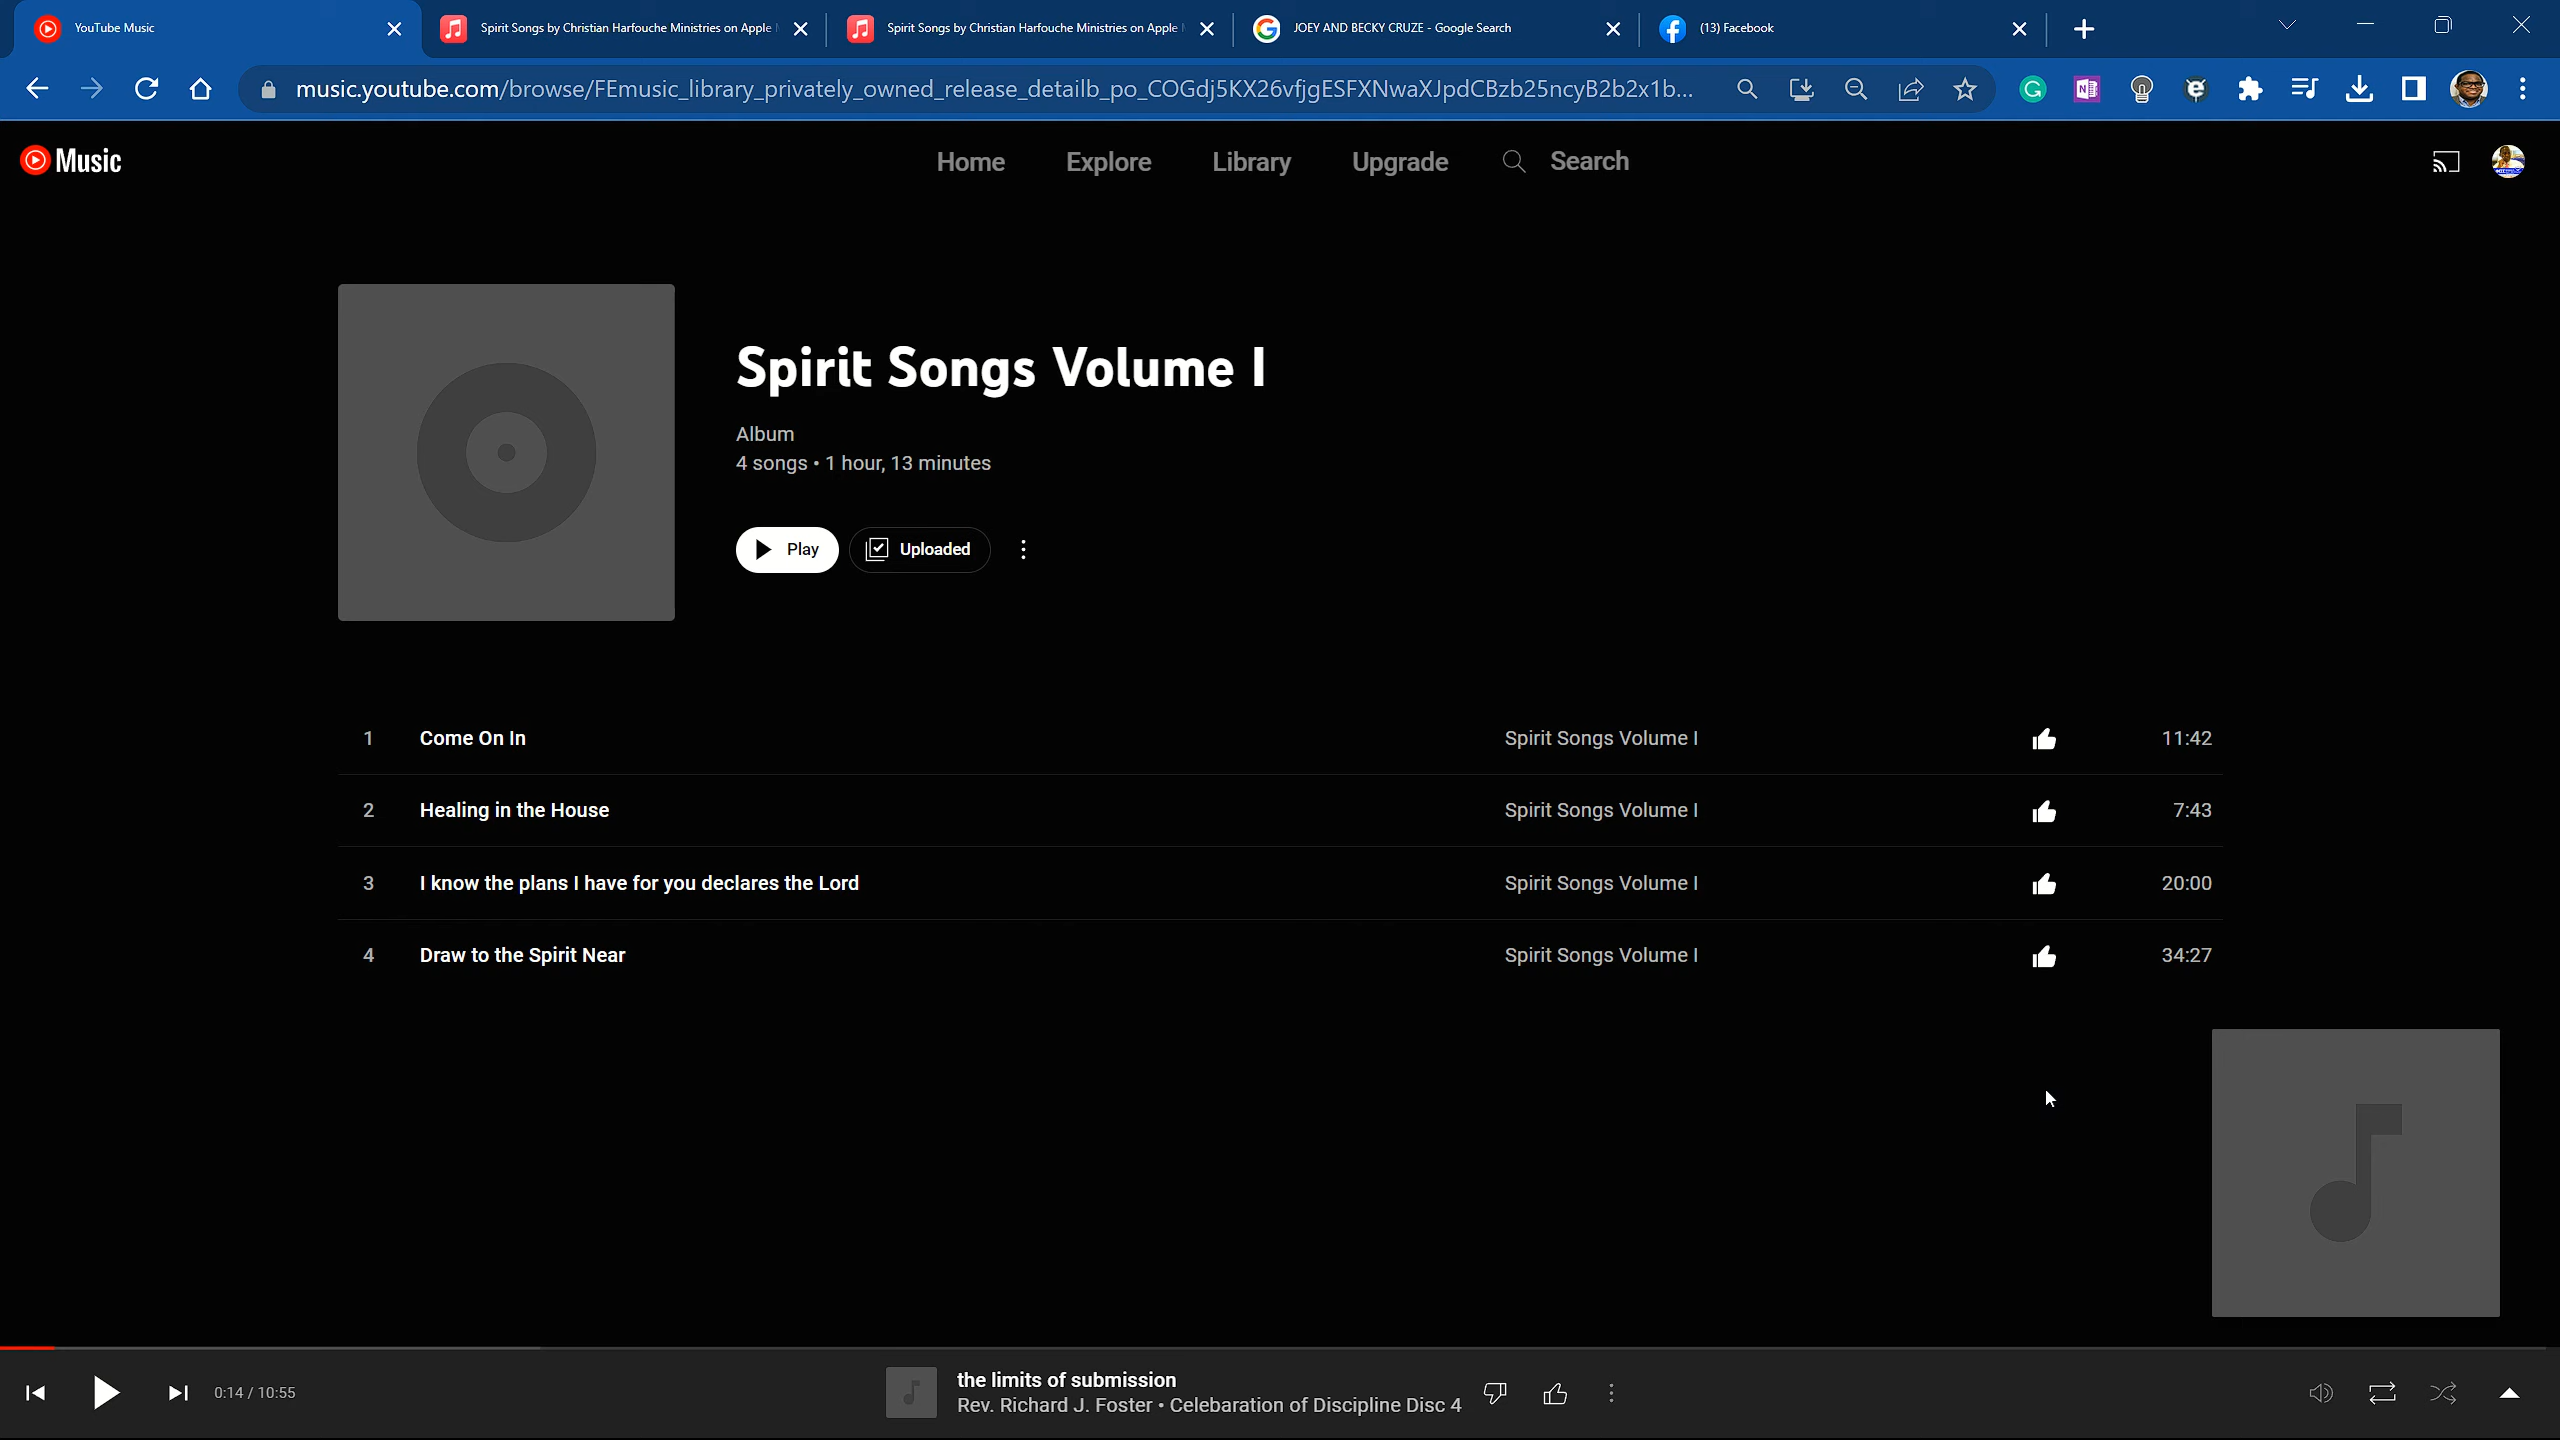 YouTube Music
Spirit Songs by Christian Harfouche Ministries on Apple
Spirit Songs by Christian Harfouche Ministries on Apple
JOEY AND BECKY CRUZE - Google Search
(13) Facebook
music.youtube.com/browse/FEmusic_library_privately_owned_release_detailb_po_COGdj5KX26vfjgESFXNwaXJpdCBzb25ncyB2b2x1b...
Music
Home
Explore
Library
Upgrade
Search
Spirit Songs Volume I
Album
4 songs • 1 hour, 13 minutes
Play
Uploaded
1 Come On In Spirit Songs Volume I 11:42
2 Healing in the House Spirit Songs Volume I 7:43
3 I know the plans I have for you declares the Lord Spirit Songs Volume I 20:00
4 Draw to the Spirit Near Spirit Songs Volume I 34:27
0:14 / 10:55
the limits of submission
Rev. Richard J. Foster • Celebaration of Discipline Disc 4